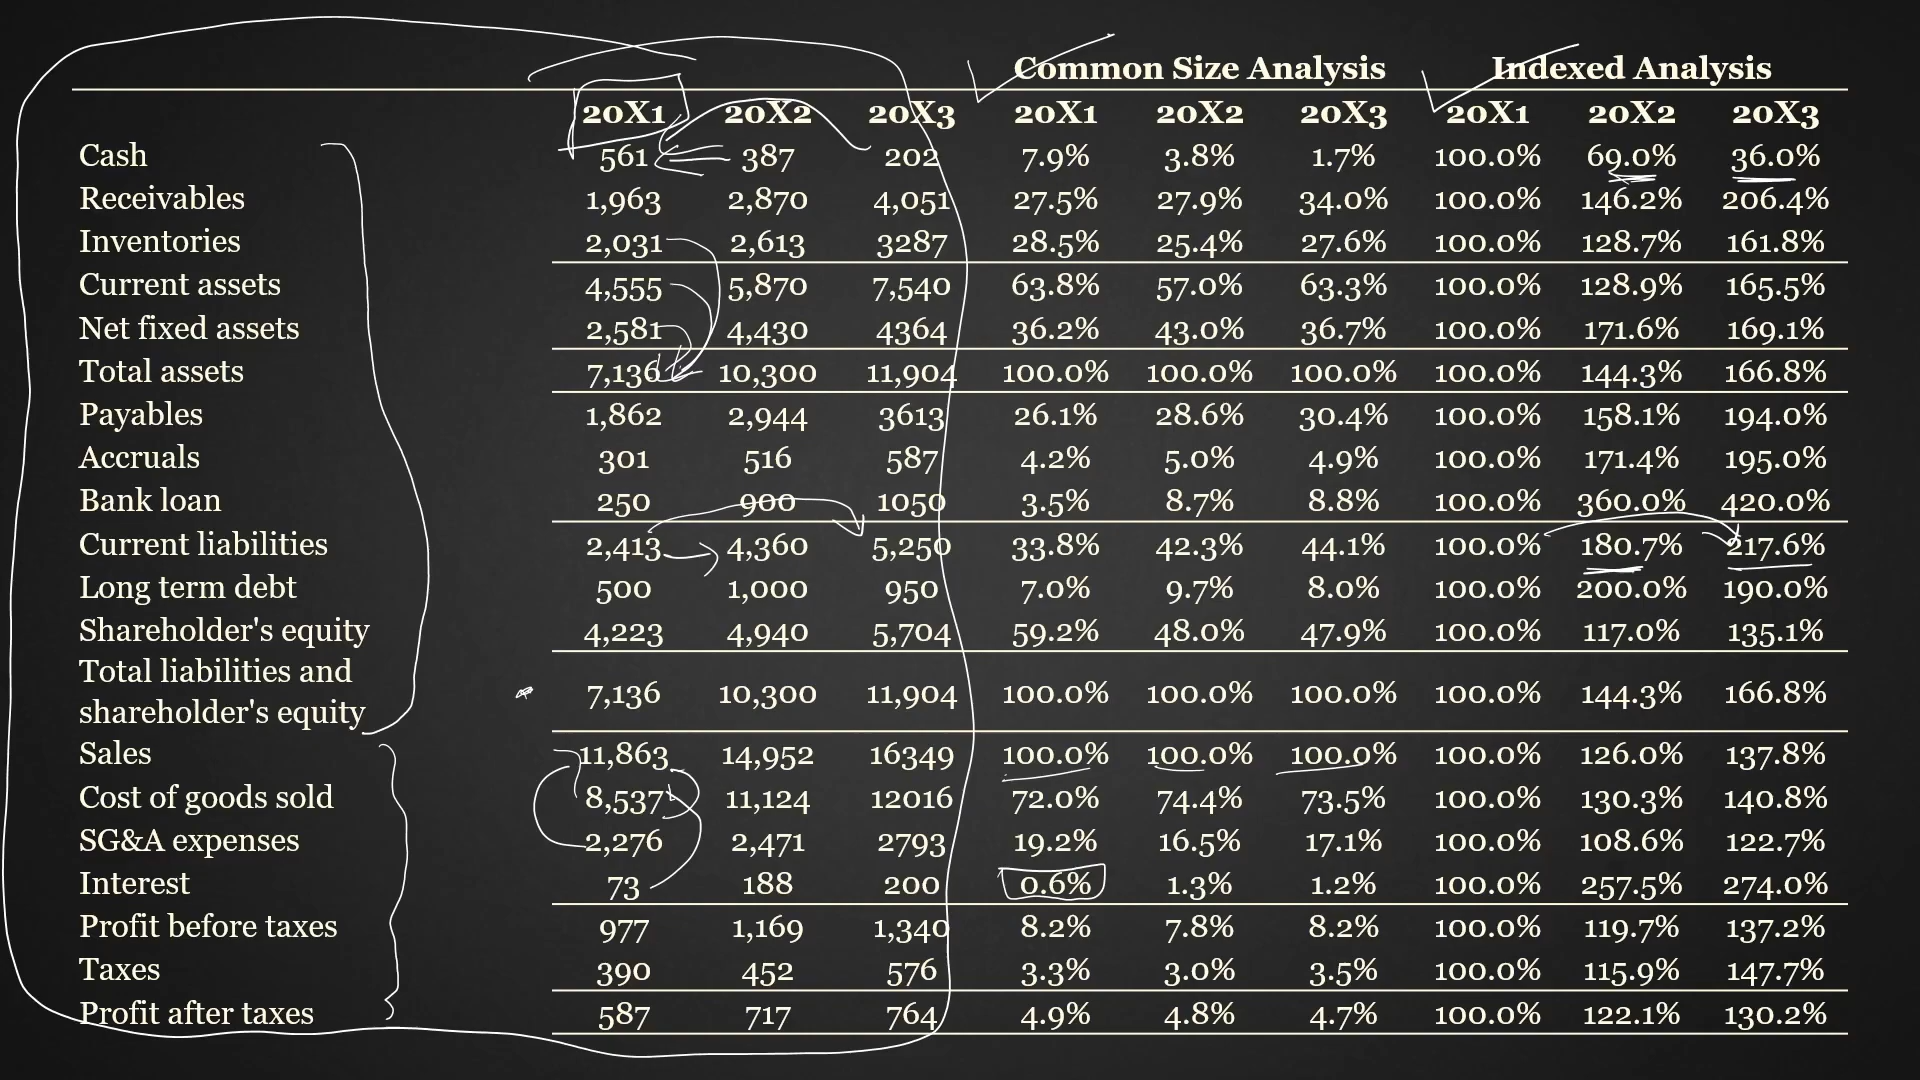 Common Size Analysis Indexed Analysis
20X1 20X2 20X3 20X1 20X2 20X3 20X1 20X2 20X3
Cash 561 387 202 7.9% 3.8% 1.7% 100.0% 69.0% 36.0%
Receivables 1,963 2,870 4,051 27.5% 27.9% 34.0% 100.0% 146.2% 206.4%
Inventories 2,031 2,613 3287 28.5% 25.4% 27.6% 100.0% 128.7% 161.8%
Current assets 4,555 5,870 7,540 63.8% 57.0% 63.3% 100.0% 128.9% 165.5%
Net fixed assets 2,581 4,430 4364 36.2% 43.0% 36.7% 100.0% 171.6% 169.1%
Total assets 7,136 10,300 11,904 100.0% 100.0% 100.0% 100.0% 144.3% 166.8%
Payables 1,862 2,944 3613 26.1% 28.6% 30.4% 100.0% 158.1% 194.0%
Accruals 301 516 587 4.2% 5.0% 4.9% 100.0% 171.4% 195.0%
Bank loan 250 900 1050 3.5% 8.7% 8.8% 100.0% 360.0% 420.0%
Current liabilities 2,413 4,360 5,250 33.8% 42.3% 44.1% 100.0% 180.7% 217.6%
Long term debt 500 1,000 950 7.0% 9.7% 8.0% 100.0% 200.0% 190.0%
Shareholder's equity 4,223 4,940 5,704 59.2% 48.0% 47.9% 100.0% 117.0% 135.1%
Total liabilities and
shareholder's equity 7,136 10,300 11,904 100.0% 100.0% 100.0% 100.0% 144.3% 166.8%
Sales 11,863 14,952 16349 100.0% 100.0% 100.0% 100.0% 126.0% 137.8%
Cost of goods sold 8,537 11,124 12016 72.0% 74.4% 73.5% 100.0% 130.3% 140.8%
SG&A expenses 2,276 2,471 2793 19.2% 16.5% 17.1% 100.0% 108.6% 122.7%
Interest 73 188 200 0.6% 1.3% 1.2% 100.0% 257.5% 274.0%
Profit before taxes 977 1,169 1,340 8.2% 7.8% 8.2% 100.0% 119.7% 137.2%
Taxes 390 452 576 3.3% 3.0% 3.5% 100.0% 115.9% 147.7%
Profit after taxes 587 717 764 4.9% 4.8% 4.7% 100.0% 122.1% 130.2%